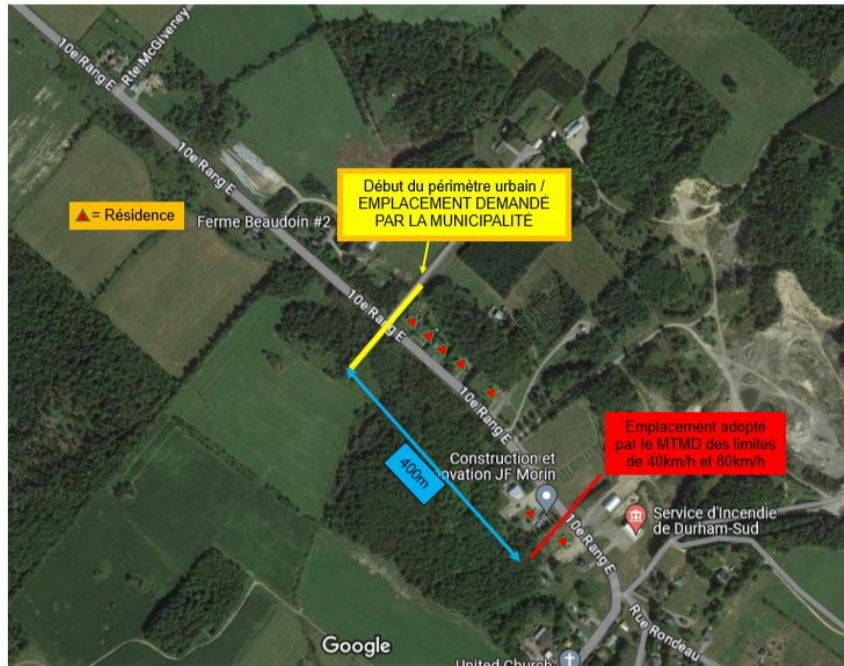 10e Rang E
Rte McGiveney
10e Rang E
Début du périmètre urbain /
EMPLACEMENT DEMANDÉ
PAR LA MUNICIPALITÉ
= Résidence
Ferme Beaudoin #2
10e Rang E
10e Rang E
Emplacement adopté
par le MTMD des limites
de 40km/h et 80km/h
400m
Construction et
novation JF Morin
10e Rang E
Service d'Incendie
de Durham-Sud
Rue Rondeau
Google
United Church